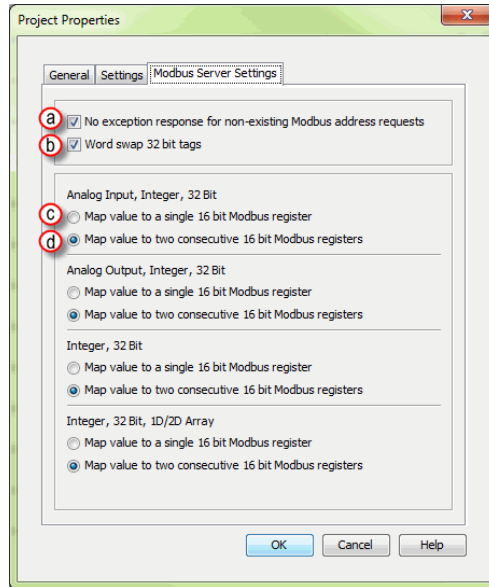 Project Properties
x
General Settings Modbus Server Settings
a No exception response for non-existing Modbus address requests
b Word swap 32 bit tags
Analog Input, Integer, 32 Bit
c Map value to a single 16 bit Modbus register
d Map value to two consecutive 16 bit Modbus registers
Analog Output, Integer, 32 Bit
Map value to a single 16 bit Modbus register
Map value to two consecutive 16 bit Modbus registers
Integer, 32 Bit
Map value to a single 16 bit Modbus register
Map value to two consecutive 16 bit Modbus registers
Integer, 32 Bit, 1D/2D Array
Map value to a single 16 bit Modbus register
Map value to two consecutive 16 bit Modbus registers
OK Cancel Help